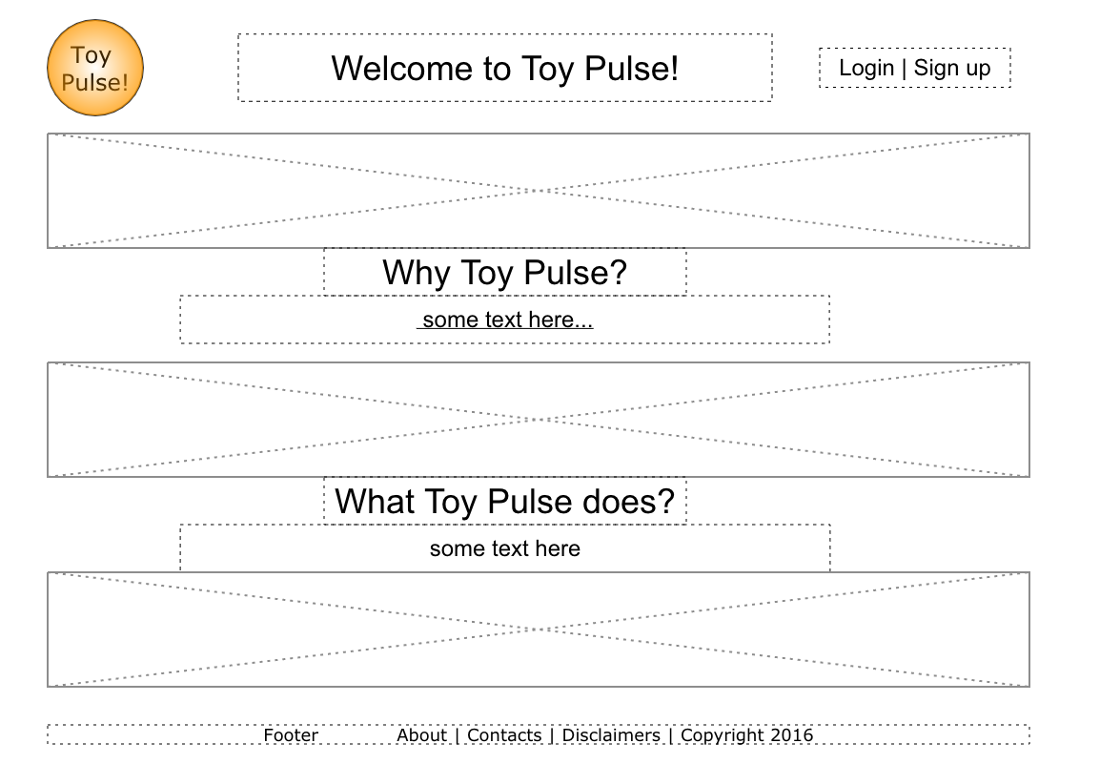 Toy
Pulse!
Welcome to Toy Pulse!
Login | Sign up
Why Toy Pulse?
some text here...
What Toy Pulse does?
some text here
Footer About | Contacts | Disclaimers | Copyright 2016